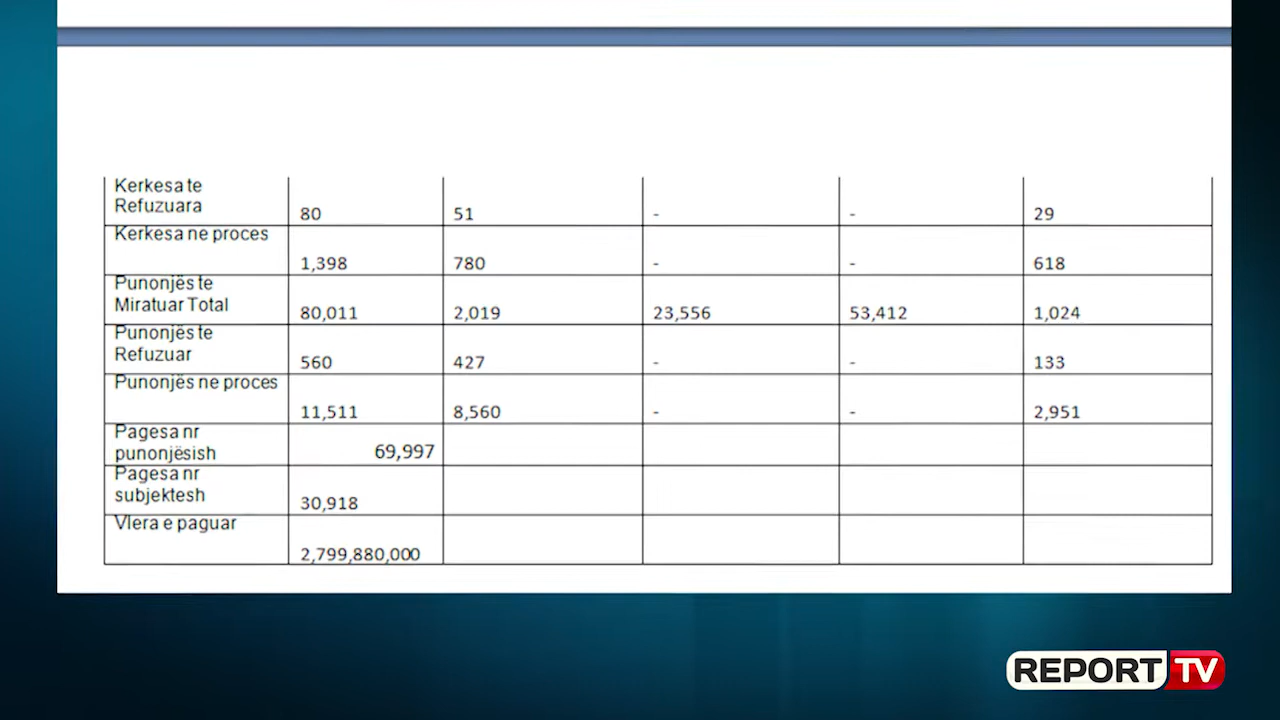 Kerkesa te
Refuzuara
80 51 - - 29
Kerkesa ne proces
1,398 780 - - 618
Punonjës te
Miratuar Total
80,011 2,019 23,556 53,412 1,024
Punonjës te
Refuzuar
560 427 - - 133
Punonjës ne proces
11,511 8,560 - - 2,951
Pagesa nr
punonjësish
69,997
Pagesa nr
subjektesh
30,918
Vlera e paguar
2,799,880,000
REPORT TV